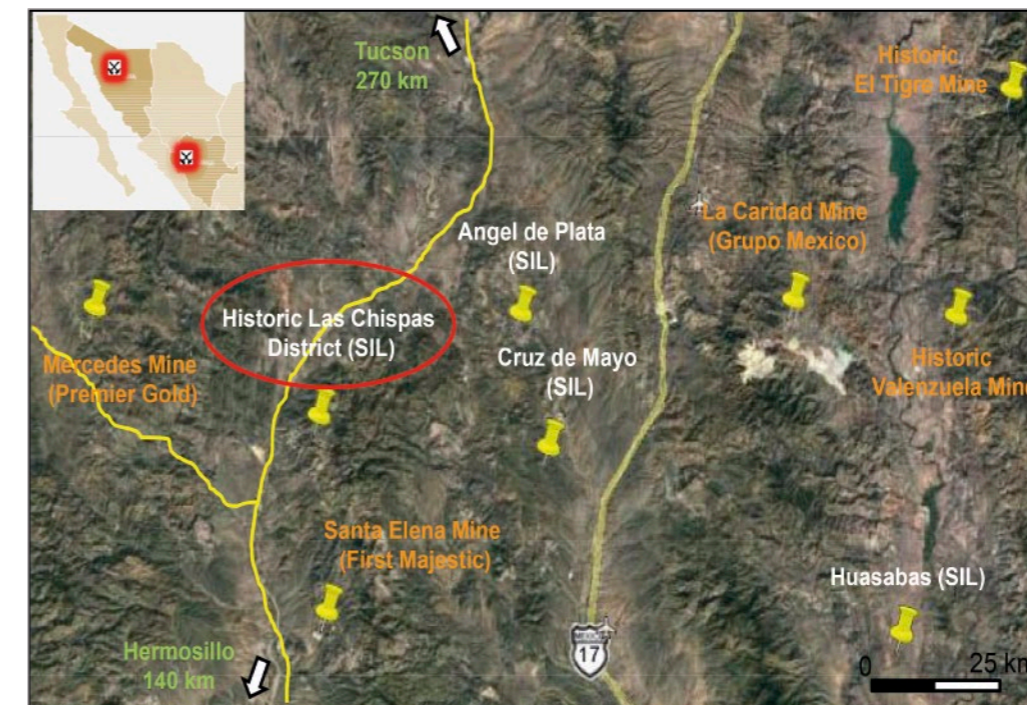 Tucson
270 km
Historic
El Tigre Mine
La Caridad Mine
(Grupo Mexico)
Angel de Plata
(SIL)
Historic Las Chispas
District (SIL)
Mercedes Mine
(Premier Gold)
Cruz de Mayo
(SIL)
Historic
Valenzuela Mine
Santa Elena Mine
(First Majestic)
Huasabas (SIL)
Hermosillo
140 km
MEXICO
17
0 25 km